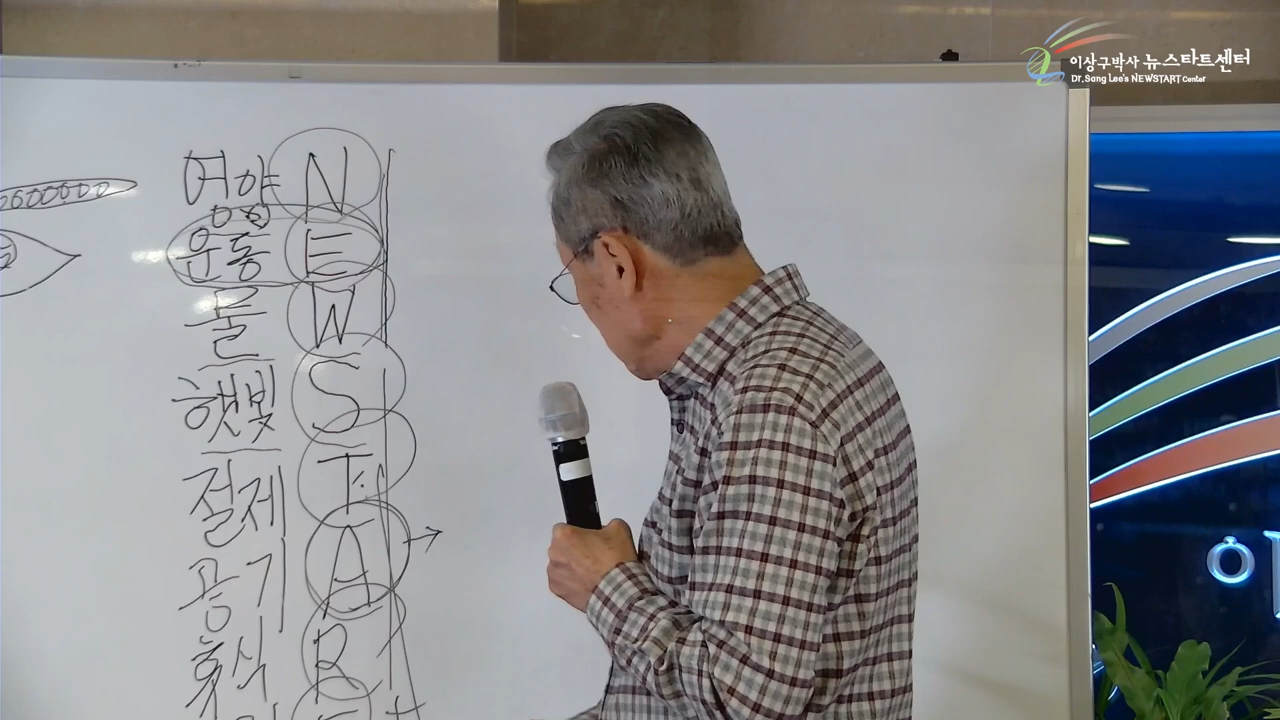 이상구박사 뉴스타트센터
Dr. Sang Lee's NEWSTART Center
영양 N
운동 E
물 W
햇빛 S
절제 T
공기 A
휴식 R